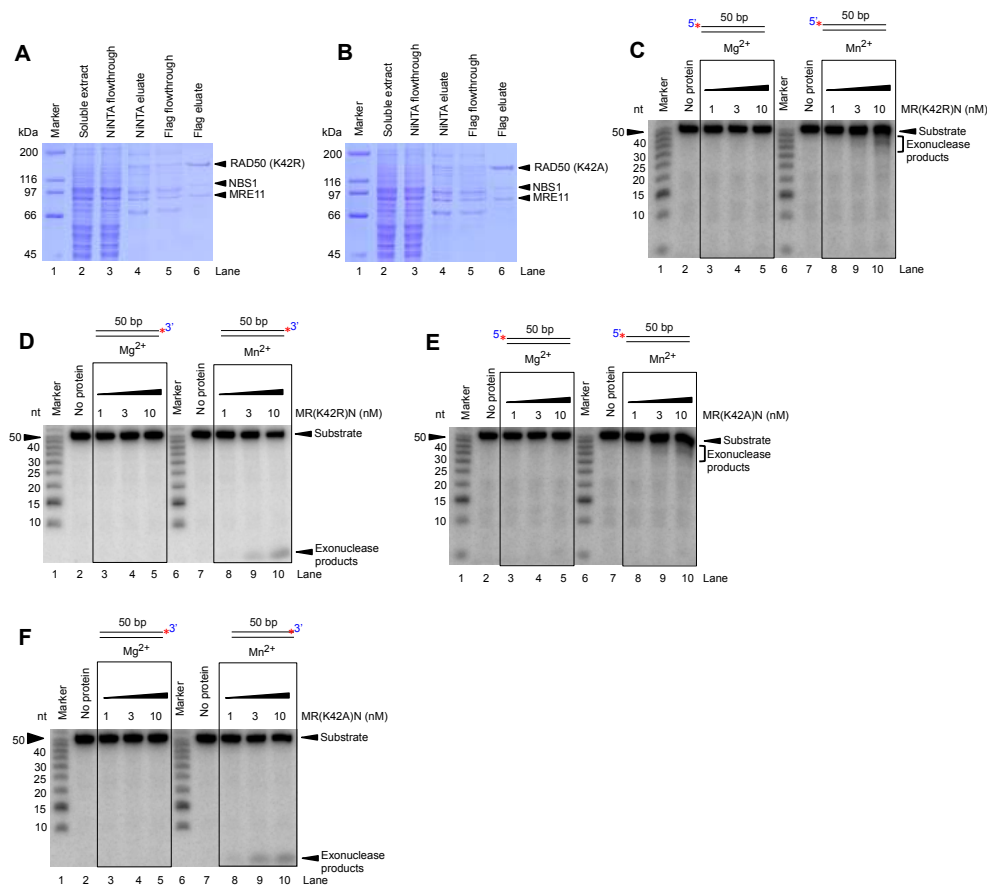 A
kDa
Marker
Soluble extract
NiNTA flowthrough
NiNTA eluate
Flag flowthrough
Flag eluate
200
116
97
66
45
RAD50 (K42R)
NBS1
MRE11
1 2 3 4 5 6 Lane
B
kDa
Marker
Soluble extract
NiNTA flowthrough
NiNTA eluate
Flag flowthrough
Flag eluate
200
116
97
66
45
RAD50 (K42A)
NBS1
MRE11
1 2 3 4 5 6 Lane
C
5' * 50 bp
5' * 50 bp
Mg2+
Mn2+
Marker
No protein
Marker
No protein
nt 1 3 10 1 3 10 MR(K42R)N (nM)
50
40
30
25
20
15
10
Substrate
Exonuclease
products
1 2 3 4 5 6 7 8 9 10 Lane
D
50 bp *3'
50 bp *3'
Mg2+
Mn2+
Marker
No protein
Marker
No protein
nt 1 3 10 1 3 10 MR(K42R)N (nM)
50
40
30
25
20
15
10
Substrate
Exonuclease
products
1 2 3 4 5 6 7 8 9 10 Lane
E
5' * 50 bp
5' * 50 bp
Mg2+
Mn2+
Marker
No protein
Marker
No protein
nt 1 3 10 1 3 10 MR(K42A)N (nM)
50
40
30
25
20
15
10
Substrate
Exonuclease
products
1 2 3 4 5 6 7 8 9 10 Lane
F
50 bp *3'
50 bp *3'
Mg2+
Mn2+
Marker
No protein
Marker
No protein
nt 1 3 10 1 3 10 MR(K42A)N (nM)
50
40
30
25
20
15
10
Substrate
Exonuclease
products
1 2 3 4 5 6 7 8 9 10 Lane